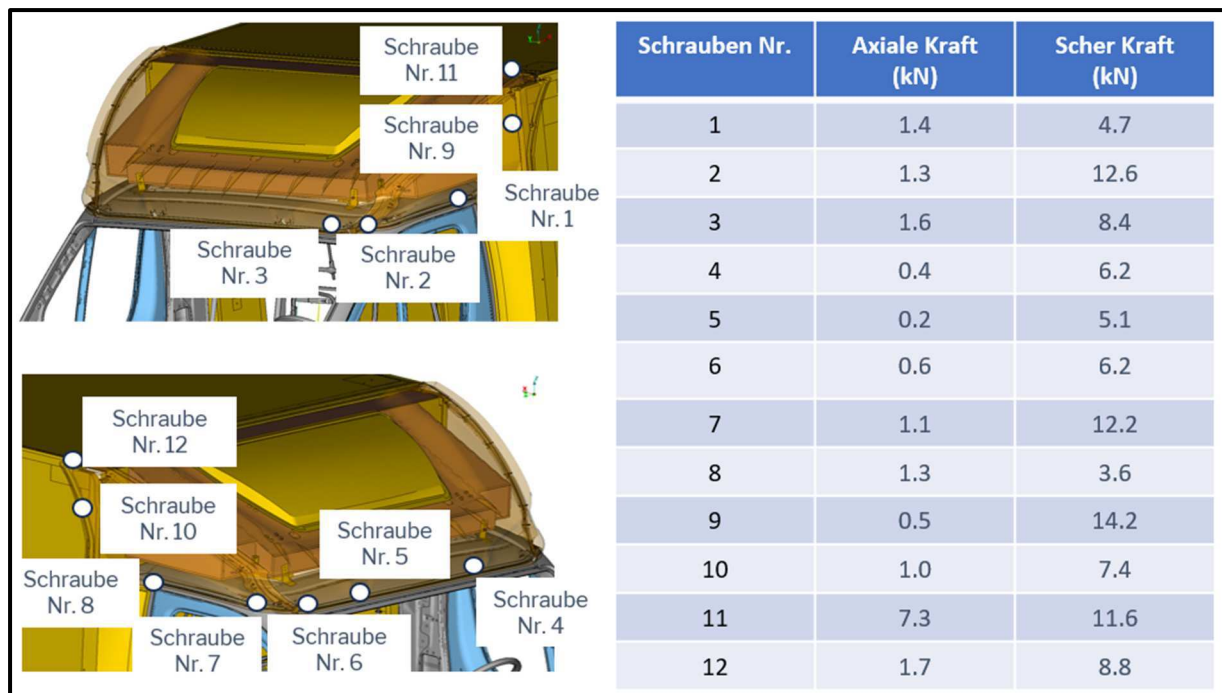 Schraube
Nr. 11
Schraube
Nr. 9
Schraube
Nr. 1
Schraube
Nr. 3
Schraube
Nr. 2
Schraube
Nr. 12
Schraube
Nr. 10
Schraube
Nr. 5
Schraube
Nr. 8
Schraube
Nr. 4
Schraube
Nr. 7
Schraube
Nr. 6
Schrauben Nr. Axiale Kraft (kN) Scher Kraft (kN)
1 1.4 4.7
2 1.3 12.6
3 1.6 8.4
4 0.4 6.2
5 0.2 5.1
6 0.6 6.2
7 1.1 12.2
8 1.3 3.6
9 0.5 14.2
10 1.0 7.4
11 7.3 11.6
12 1.7 8.8